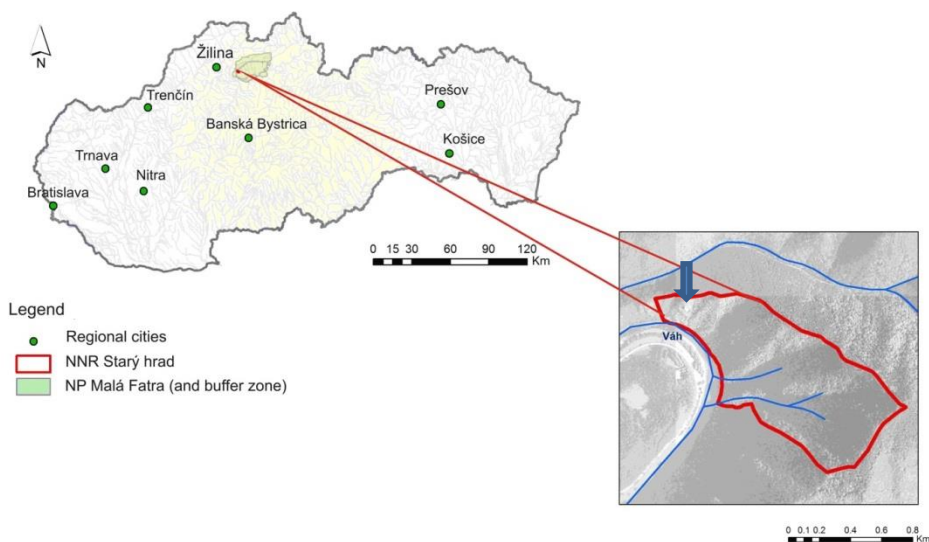 N
Žilina
Trenčín
Prešov
Banská Bystrica
Košice
Trnava
Nitra
Bratislava
0 15 30 60 90 120
Km
Váh
Legend
Regional cities
NNR Starý hrad
NP Malá Fatra (and buffer zone)
0 0.1 0.2 0.4 0.6 0.8
Km